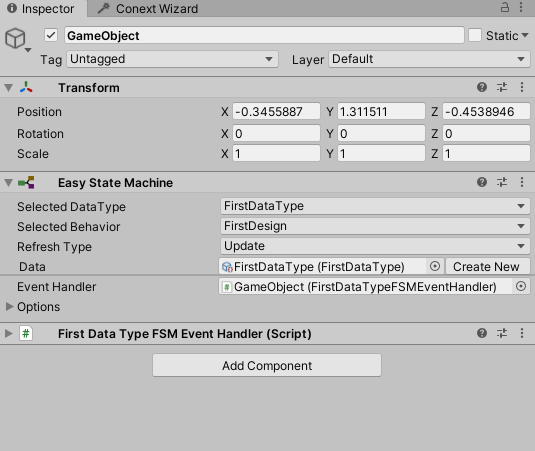 Inspector Conext Wizard
GameObject Static
Tag Untagged Layer Default
Transform
Position X -0.3455887 Y 1.311511 Z -0.4538946
Rotation X 0 Y 0 Z 0
Scale X 1 Y 1 Z 1
Easy State Machine
Selected DataType FirstDataType
Selected Behavior FirstDesign
Refresh Type Update
Data FirstDataType (FirstDataType) Create New
Event Handler # GameObject (FirstDataTypeFSMEventHandler)
Options
# First Data Type FSM Event Handler (Script)
Add Component